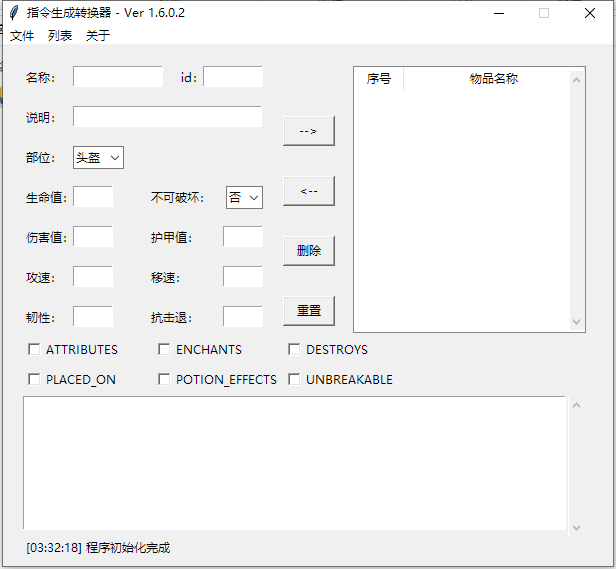 指令生成转换器 - Ver 1.6.0.2
文件 列表 关于
名称： id：
序号 物品名称
说明：
-->
部位： 头盔
生命值： 不可破坏： 否
<--
伤害值： 护甲值：
删除
攻速： 移速：
重置
韧性： 抗击退：
ATTRIBUTES ENCHANTS DESTROYS
PLACED_ON POTION_EFFECTS UNBREAKABLE
[03:32:18] 程序初始化完成